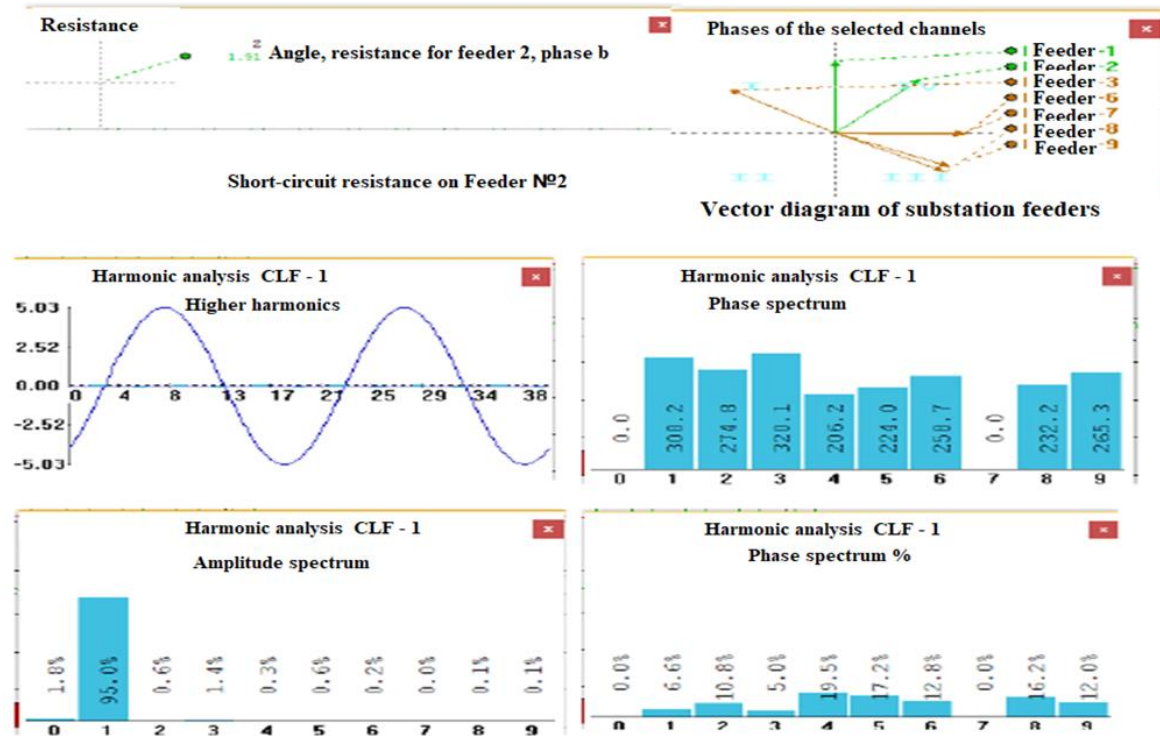 Resistance
1.91
Angle, resistance for feeder 2, phase b
Short-circuit resistance on Feeder №2
Phases of the selected channels
I Feeder-1
I Feeder-2
I Feeder-3
I Feeder-6
I Feeder-7
I Feeder-8
I Feeder-9
I
II
III
Vector diagram of substation feeders
Harmonic analysis CLF - 1
Higher harmonics
5.03
2.52
0.00
-2.52
-5.03
0 4 8 13 17 21 25 29 34 38
Harmonic analysis CLF - 1
Phase spectrum
0.0 308.2 274.8 320.1 206.2 224.0 258.7 0.0 232.2 265.3
0 1 2 3 4 5 6 7 8 9
Harmonic analysis CLF - 1
Amplitude spectrum
1.8% 95.0% 0.6% 1.4% 0.3% 0.6% 0.2% 0.0% 0.1% 0.1%
0 1 2 3 4 5 6 7 8 9
Harmonic analysis CLF - 1
Phase spectrum %
0.0% 6.6% 10.8% 5.0% 19.5% 17.2% 12.8% 0.0% 16.2% 12.0%
0 1 2 3 4 5 6 7 8 9